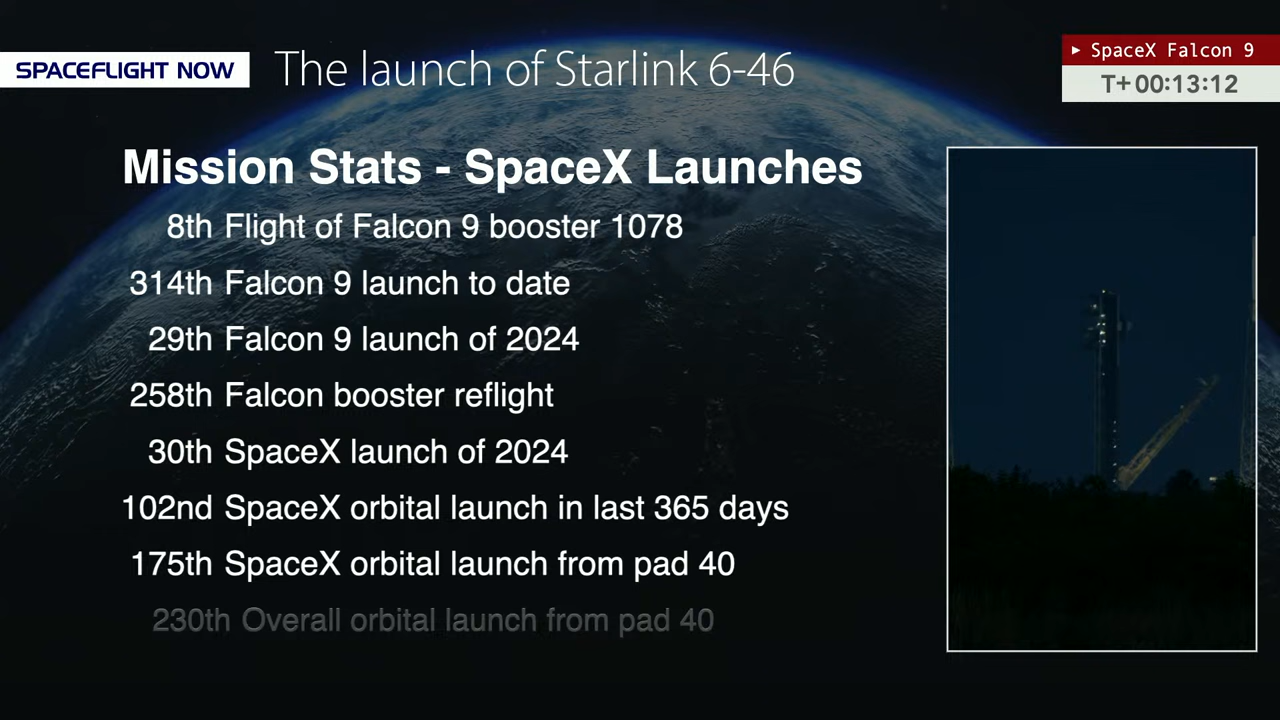 SPACEFLIGHT NOW
The launch of Starlink 6-46
▶ SpaceX Falcon 9
T+00:13:12
Mission Stats - SpaceX Launches
8th Flight of Falcon 9 booster 1078
314th Falcon 9 launch to date
29th Falcon 9 launch of 2024
258th Falcon booster reflight
30th SpaceX launch of 2024
102nd SpaceX orbital launch in last 365 days
175th SpaceX orbital launch from pad 40
230th Overall orbital launch from pad 40